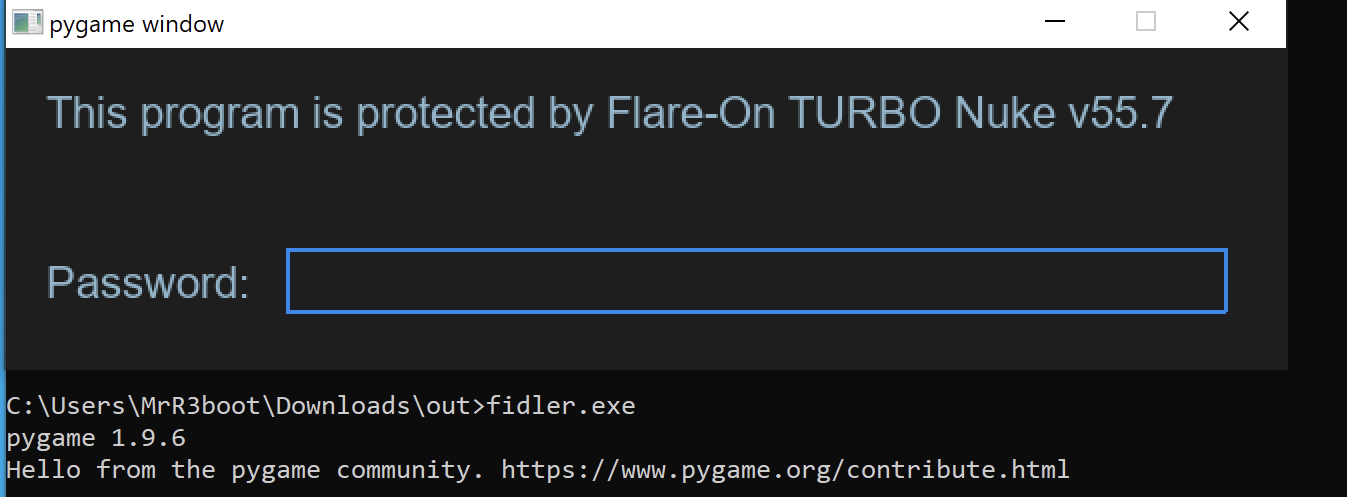 pygame window
This program is protected by Flare-On TURBO Nuke v55.7
Password:
C:\Users\MrR3boot\Downloads\out>fidler.exe
pygame 1.9.6
Hello from the pygame community. https://www.pygame.org/contribute.html